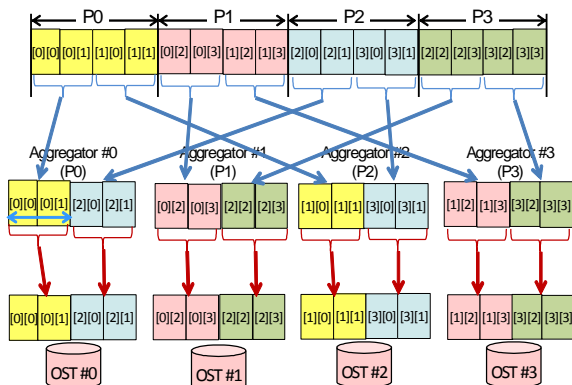 P0 P1 P2 P3
[0][0] [0][1] [1][0] [1][1] [0][2] [0][3] [1][2] [1][3] [2][0] [2][1] [3][0] [3][1] [2][2] [2][3] [3][2] [3][3]
Aggregator #0 Aggregator #1 Aggregator #2 Aggregator #3
(P0) (P1) (P2) (P3)
[0][0] [0][1] [2][0] [2][1] [0][2] [0][3] [2][2] [2][3] [1][0] [1][1] [3][0] [3][1] [1][2] [1][3] [3][2] [3][3]
[0][0] [0][1] [2][0] [2][1] [0][2] [0][3] [2][2] [2][3] [1][0] [1][1] [3][0] [3][1] [1][2] [1][3] [3][2] [3][3]
OST #0 OST #1 OST #2 OST #3